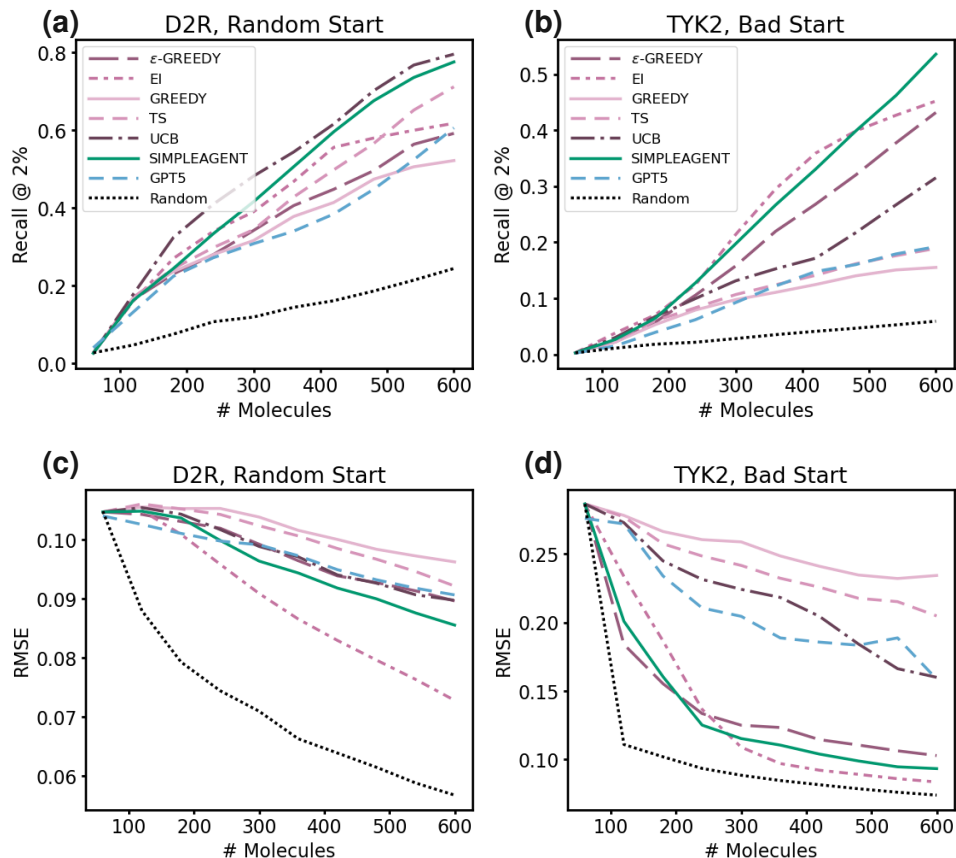 (a)
D2R, Random Start
Recall @ 2%
0.8
0.6
0.4
0.2
0.0
ε-GREEDY
EI
GREEDY
TS
UCB
SIMPLEAGENT
GPT5
Random
100 200 300 400 500 600
# Molecules
(b)
TYK2, Bad Start
Recall @ 2%
0.5
0.4
0.3
0.2
0.1
0.0
ε-GREEDY
EI
GREEDY
TS
UCB
SIMPLEAGENT
GPT5
Random
100 200 300 400 500 600
# Molecules
(c)
D2R, Random Start
RMSE
0.10
0.09
0.08
0.07
0.06
100 200 300 400 500 600
# Molecules
(d)
TYK2, Bad Start
RMSE
0.25
0.20
0.15
0.10
100 200 300 400 500 600
# Molecules